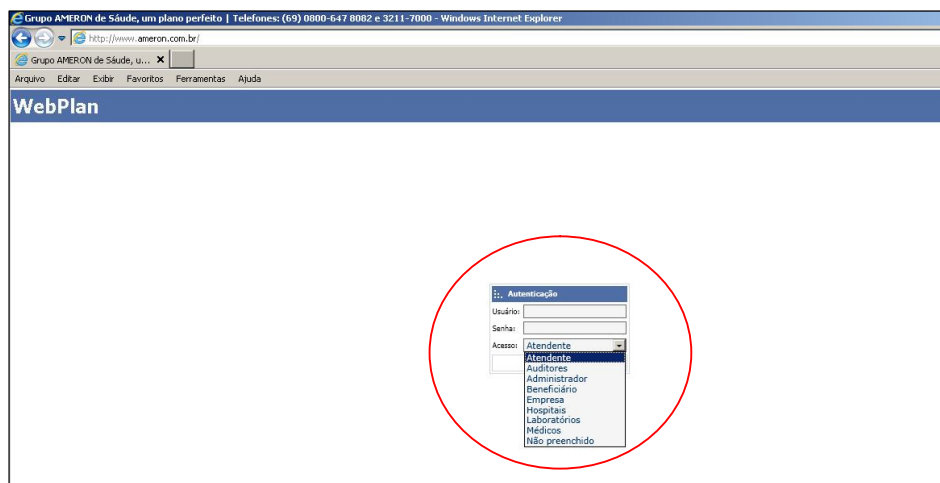 Grupo AMERON de Sáude, um plano perfeito | Telefones: (69) 0800-647 8082 e 3211-7000 - Windows Internet Explorer
http://www.ameron.com.br/
Grupo AMERON de Sáude, u...
Arquivo Editar Exibir Favoritos Ferramentas Ajuda
WebPlan
::. Autenticação
Usuário:
Senha:
Acesso: Atendente
Atendente
Auditores
Administrador
Beneficiário
Empresa
Hospitais
Laboratórios
Médicos
Não preenchido